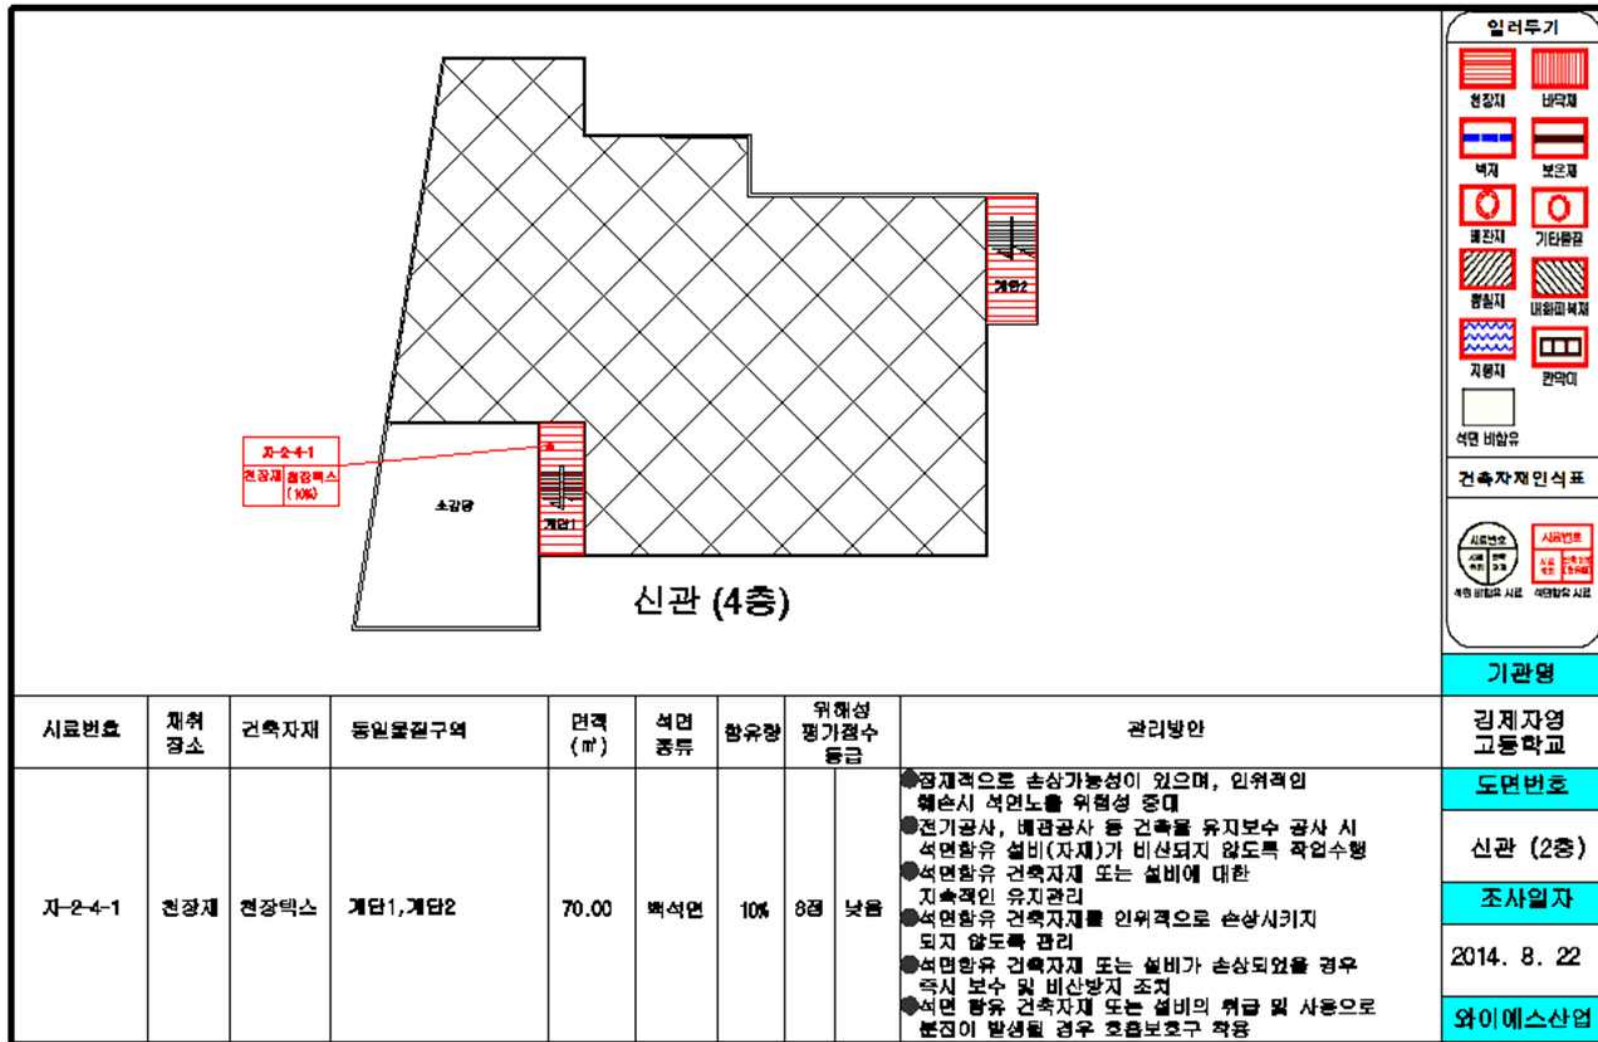 일러두기
천장재 바닥재
벽재 보온재
배관재 기타물질
뿜칠재 내화피복재
지붕재 칸막이
석면 비함유
건축자재인식표
시료번호 시료번호
석면 비함유 시료 석면함유 시료
계단2
자-2-4-1
천장재 천장텍스
(10%)
소강당
계단1
신관 (4층)
기관명
김제자영
고등학교
도면번호
신관 (2층)
조사일자
2014. 8. 22
와이에스산업
시료번호 채취 장소 건축자재 동일물질구역 면적 (㎡) 석면 종류 함유량 위해성 평가점수 등급 관리방안
자-2-4-1 천장재 천장텍스 계단1,계단2 70.00 백석면 10% 8점 낮음
●잠재적으로 손상가능성이 있으며, 인위적인
훼손시 석면노출 위험성 증대
●전기공사, 배관공사 등 건축물 유지보수 공사 시
석면함유 설비(자재)가 비산되지 않도록 작업수행
●석면함유 건축자재 또는 설비에 대한
지속적인 유지관리
●석면함유 건축자재를 인위적으로 손상시키지
되지 않도록 관리
●석면함유 건축자재 또는 설비가 손상되었을 경우
즉시 보수 및 비산방지 조치
●석면 함유 건축자재 또는 설비의 취급 및 사용으로
분진이 발생될 경우 호흡보호구 착용